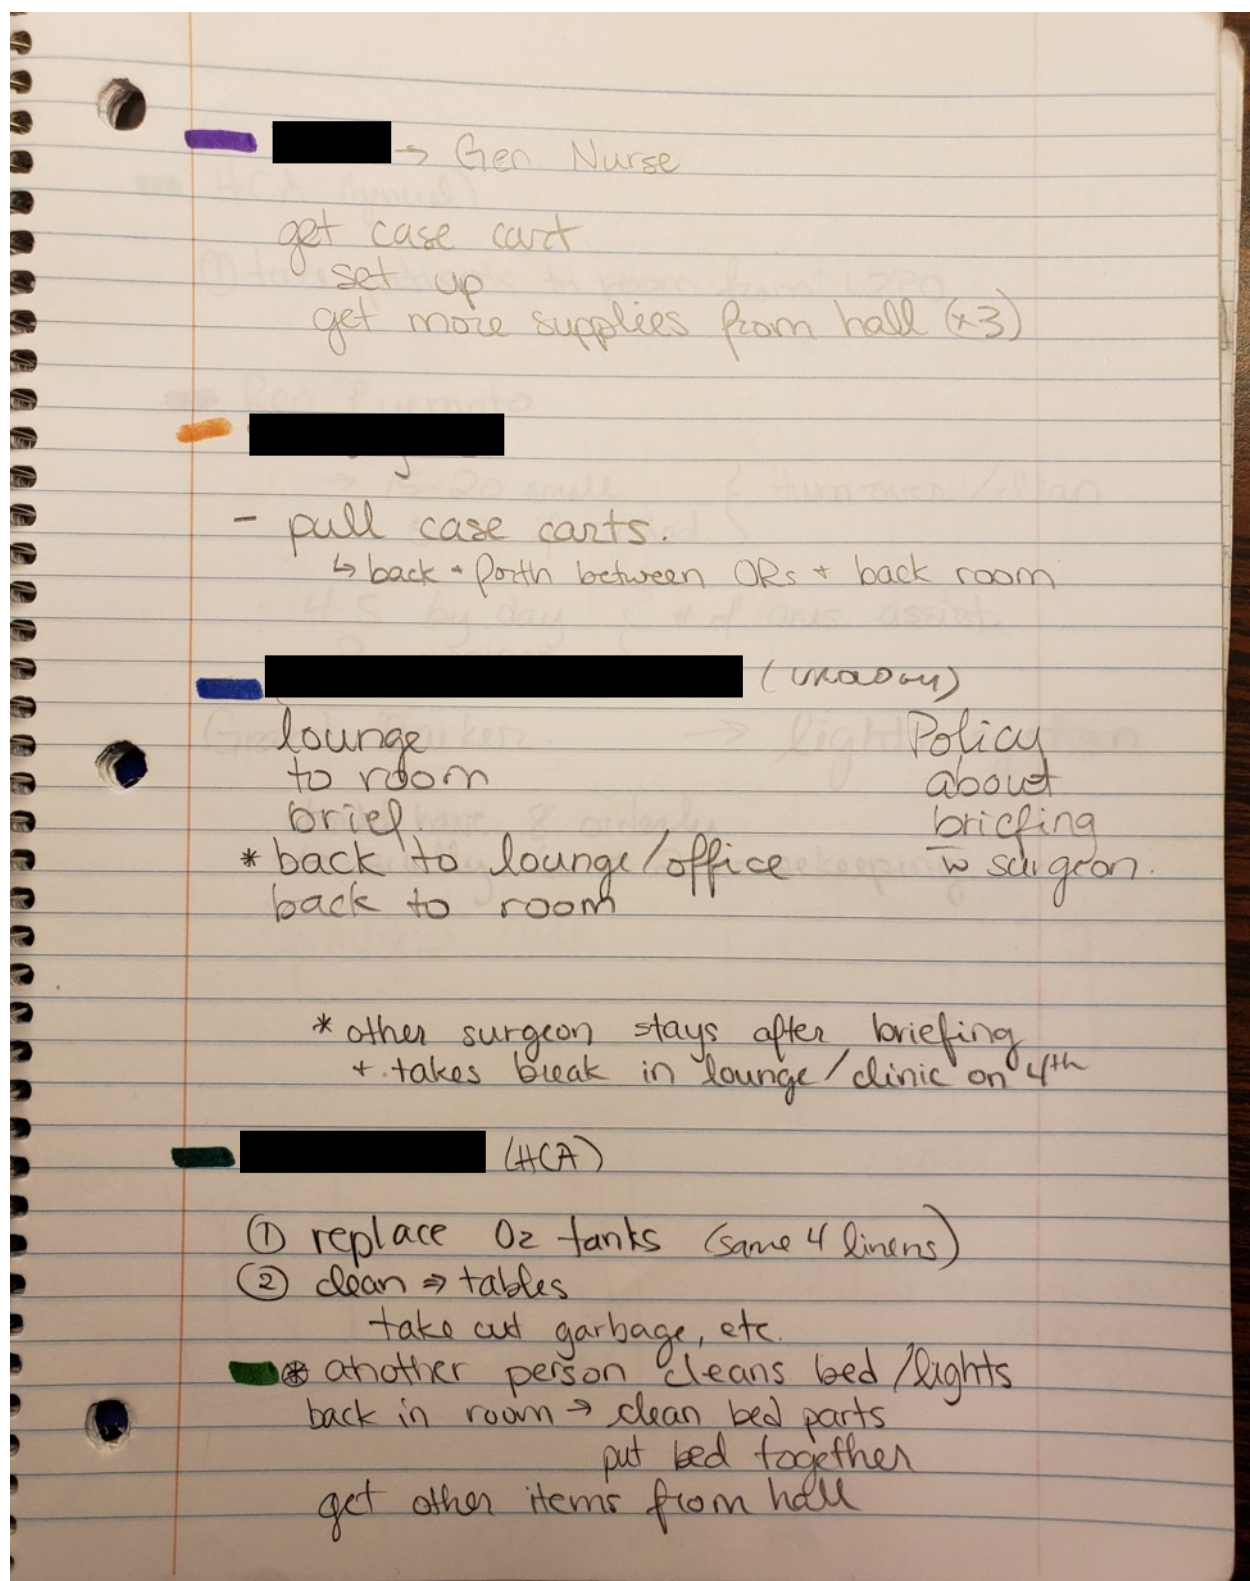 → Gen Nurse
get case cart
set up
get more supplies from hall (x3)
- pull case carts.
↳ back + forth between ORs + back room
lounge
to room
brief.
* back to lounge/office
back to room
Policy
about
briefing
w surgeon.
* other surgeon stays after briefing
+ takes break in lounge/clinic on 4th
(HCA)
① replace O2 tanks (same 4 linens)
② clean ⇒ tables
take out garbage, etc.
* another person cleans bed/lights
back in room → clean bed parts
put bed together
get other items from hall